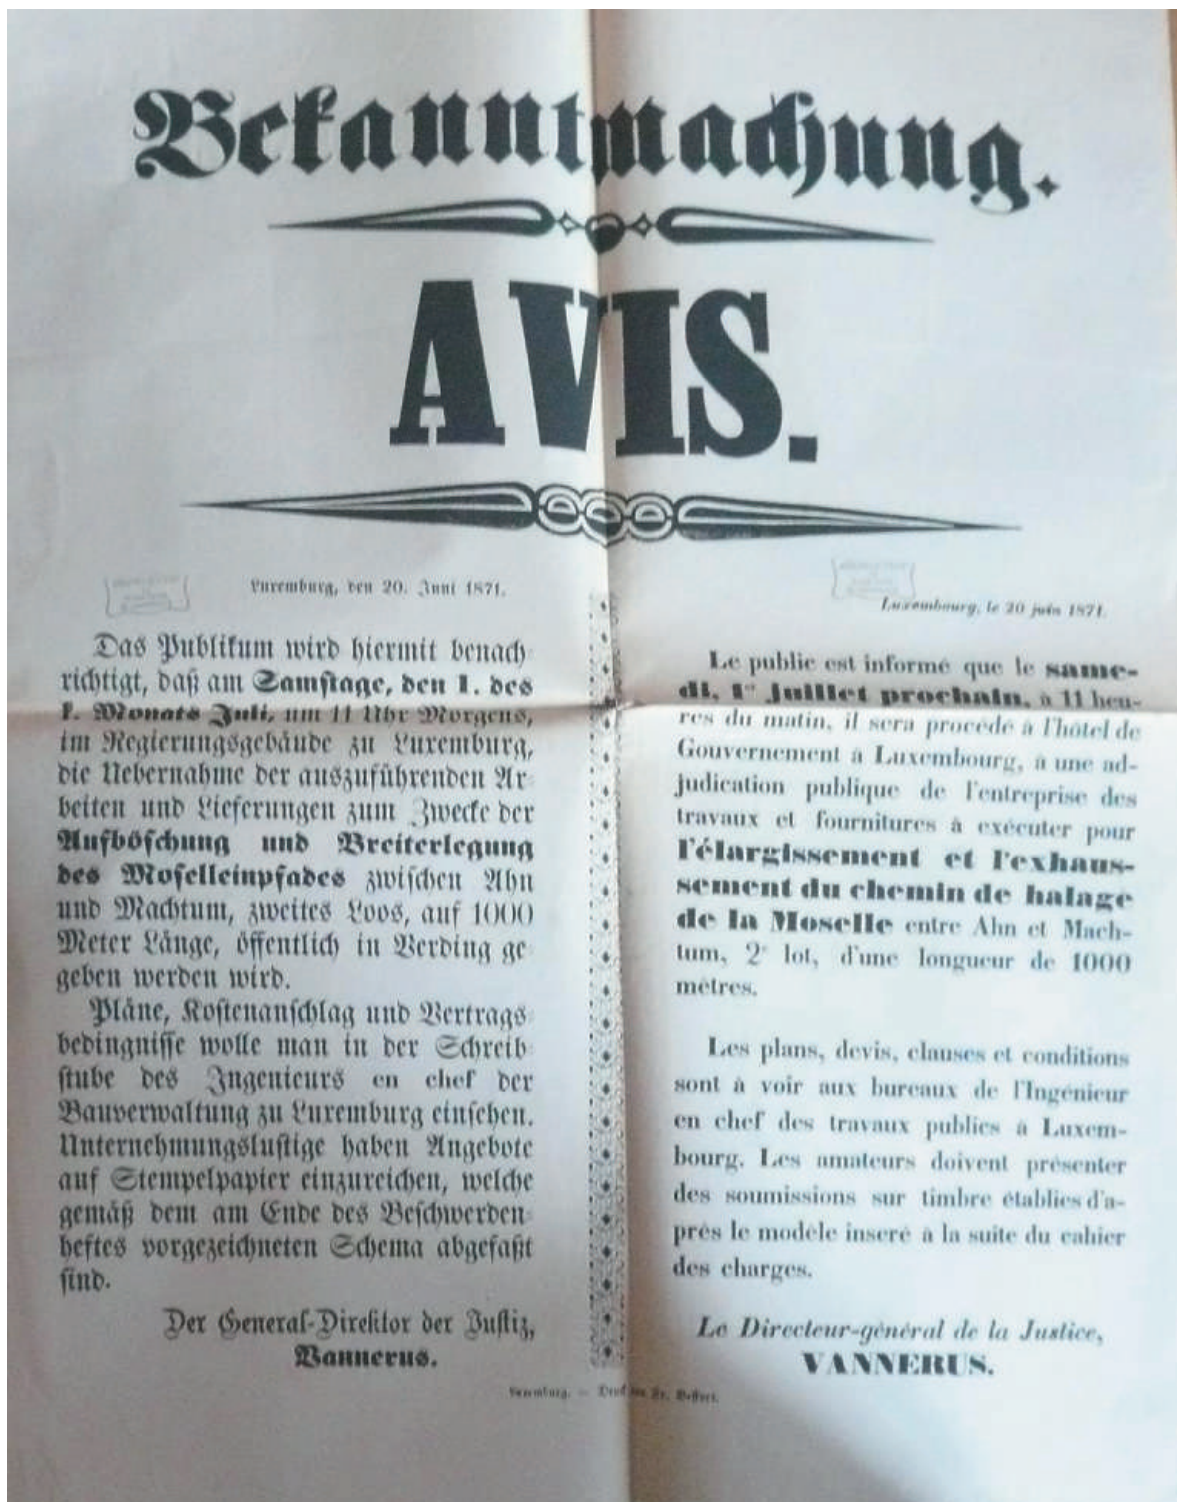 Bekanntmachung.
AVIS.
Luxemburg, den 20. Juni 1871.
Das Publikum wird hiermit benach-
richtigt, daß am Samstage, den 1. des
k. Monats Juli, um 11 Uhr Morgens,
im Regierungsgebäude zu Luxemburg,
die Uebernahme der auszuführenden Ar-
beiten und Lieferungen zum Zwecke der
Aufböschung und Breiterlegung
des Moselleinpfades zwischen Ahn
und Machtum, zweites Loos, auf 1000
Meter Länge, öffentlich in Verding ge-
geben werden wird.
Pläne, Kostenanschlag und Vertrags-
bedingnisse wolle man in der Schreib-
stube des Ingenieurs en chef der
Bauverwaltung zu Luxemburg einsehen.
Unternehmungslustige haben Angebote
auf Stempelpapier einzureichen, welche
gemäß dem am Ende des Beschwerden-
heftes vorgezeichneten Schema abgefaßt
sind.
Der General-Direktor der Justiz,
Vannerus.
Luxembourg, le 20 juin 1871.
Le public est informé que le same-
di, 1er Juillet prochain, à 11 heu-
res du matin, il sera procédé à l'hôtel de
Gouvernement à Luxembourg, à une ad-
judication publique de l'entreprise des
travaux et fournitures à exécuter pour
l'élargissement et l'exhaus-
sement du chemin de halage
de la Moselle entre Ahn et Mach-
tum, 2e lot, d'une longueur de 1000
mètres.
Les plans, devis, clauses et conditions
sont à voir aux bureaux de l'Ingénieur
en chef des travaux publics à Luxem-
bourg. Les amateurs doivent présenter
des soumissions sur timbre établies d'a-
près le modèle inseré à la suite du cahier
des charges.
Le Directeur-général de la Justice,
VANNERUS.
Luxemburg. — Druck von Fr.